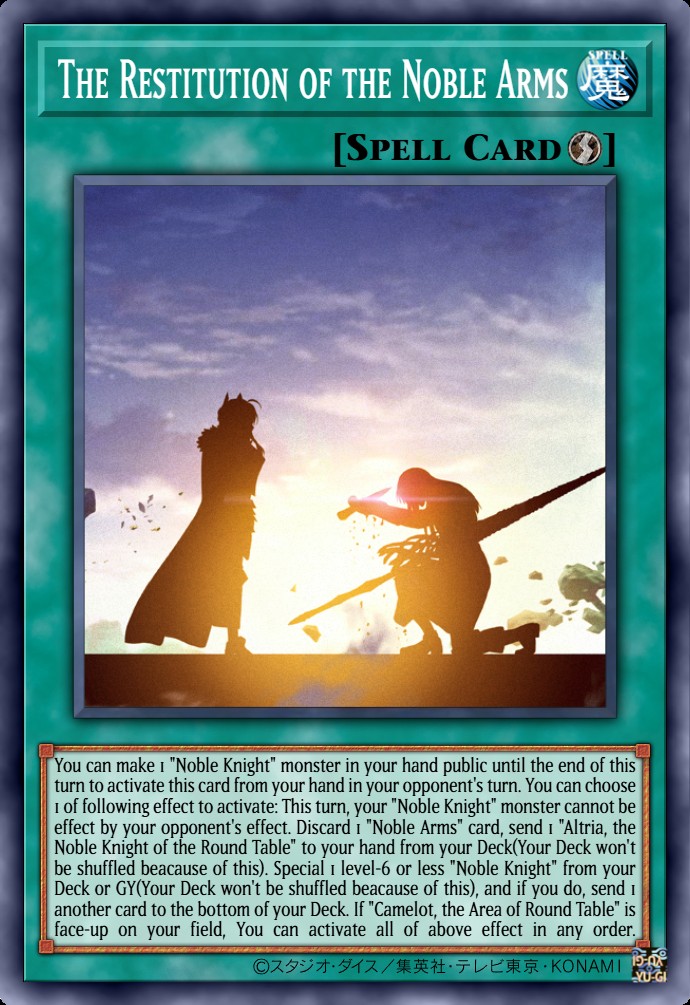 The Restitution of the Noble Arms
SPELL
魔
[Spell Card]
You can make 1 "Noble Knight" monster in your hand public until the end of this
turn to activate this card from your hand in your opponent's turn. You can choose
1 of following effect to activate: This turn, your "Noble Knight" monster cannot be
effect by your opponent's effect. Discard 1 "Noble Arms" card, send 1 "Altria, the
Noble Knight of the Round Table" to your hand from your Deck(Your Deck won't
be shuffled beacause of this). Special 1 level-6 or less "Noble Knight" from your
Deck or GY(Your Deck won't be shuffled beacause of this), and if you do, send 1
another card to the bottom of your Deck. If "Camelot, the Area of Round Table" is
face-up on your field, You can activate all of above effect in any order.
©スタジオ・ダイス／集英社・テレビ東京・KONAMI